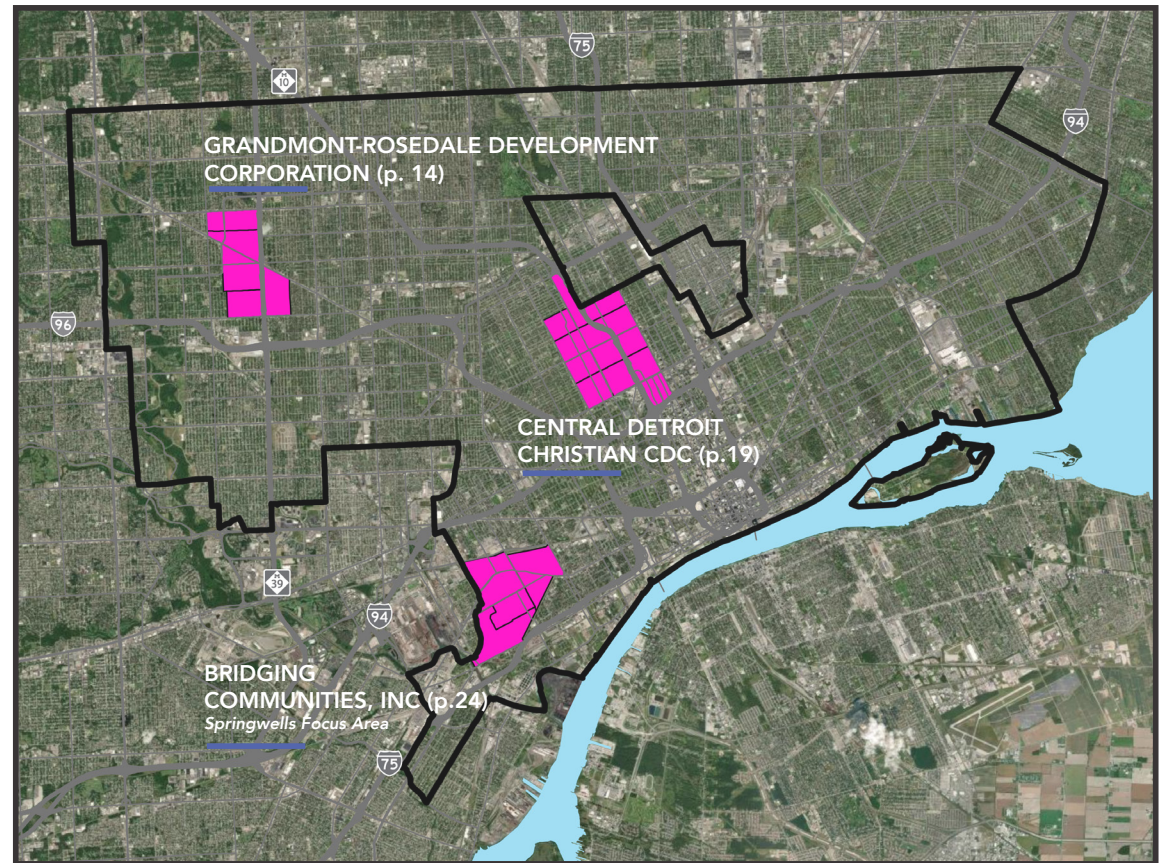 75
M
10
94
GRANDMONT-ROSEDALE DEVELOPMENT
CORPORATION (p. 14)
96
CENTRAL DETROIT
CHRISTIAN CDC (p.19)
M
39
94
BRIDGING
COMMUNITIES, INC (p.24)
Springwells Focus Area
75